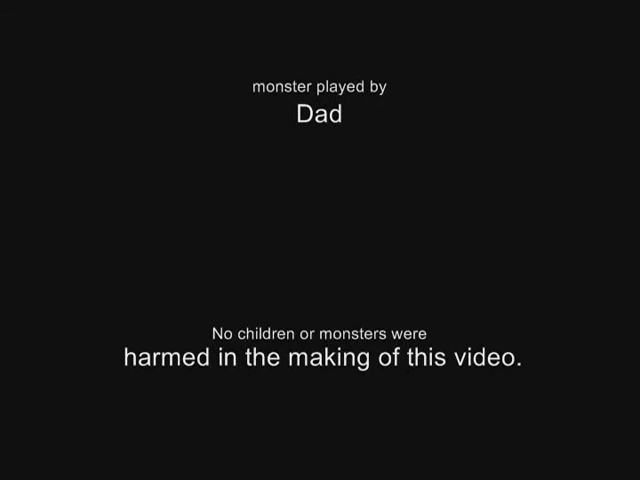 monster played by
Dad
No children or monsters were
harmed in the making of this video.